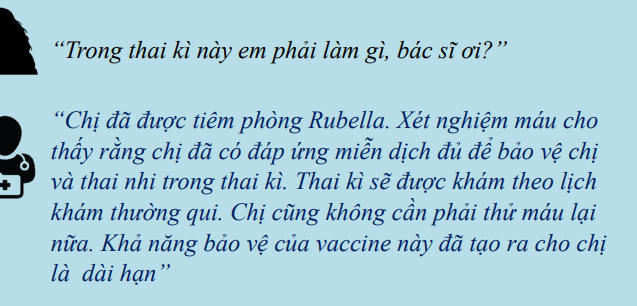 “Trong thai kì này em phải làm gì, bác sĩ ơi?”
“Chị đã được tiêm phòng Rubella. Xét nghiệm máu cho
thấy rằng chị đã có đáp ứng miễn dịch đủ để bảo vệ chị
và thai nhi trong thai kì. Thai kì sẽ được khám theo lịch
khám thường qui. Chị cũng không cần phải thử máu lại
nữa. Khả năng bảo vệ của vaccine này đã tạo ra cho chị
là dài hạn”